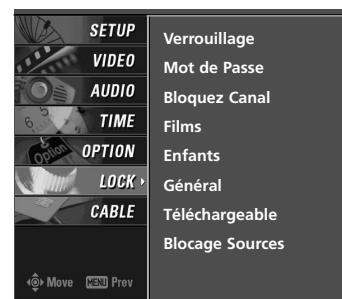 SETUP
VIDEO
AUDIO
TIME
OPTION
LOCK
CABLE
Move MENU Prev
Verrouillage
Mot de Passe
Bloquez Canal
Films
Enfants
Général
Téléchargeable
Blocage Sources